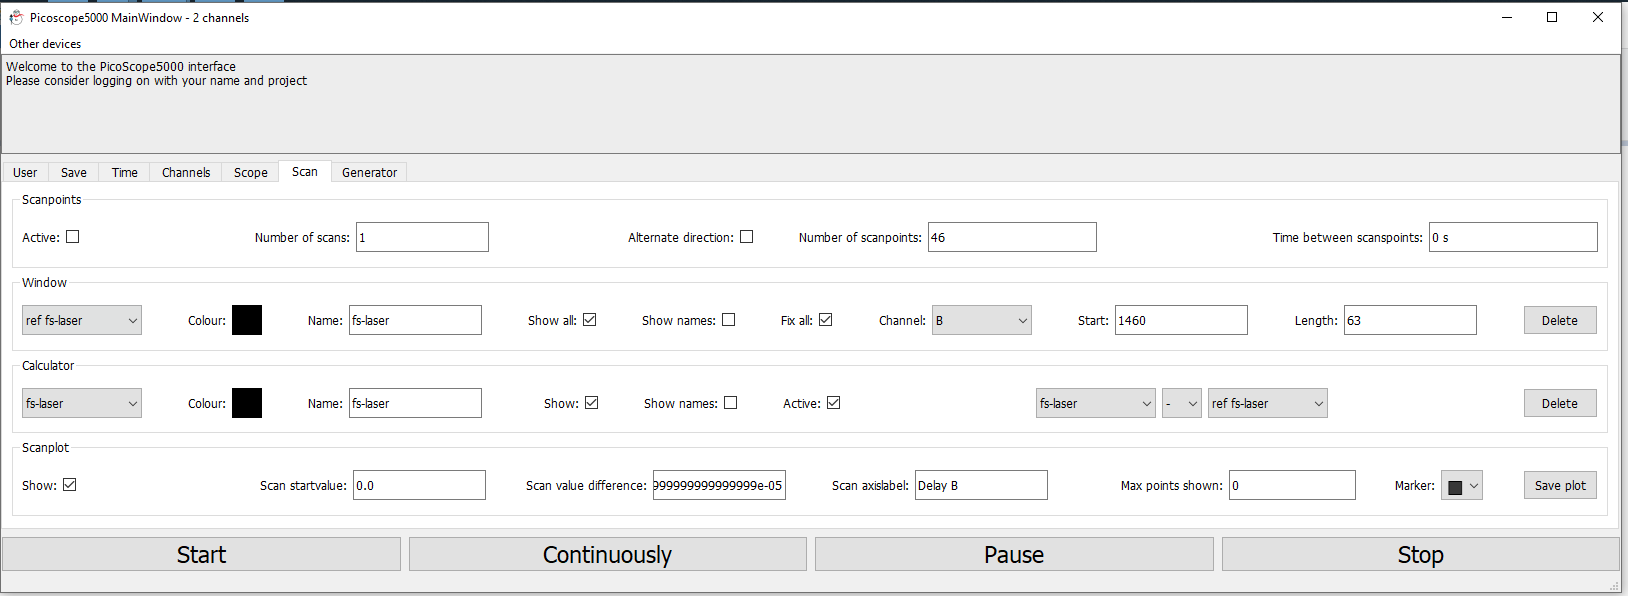 Picoscope5000 MainWindow - 2 channels
Other devices
Welcome to the PicoScope5000 interface
Please consider logging on with your name and project
User Save Time Channels Scope Scan Generator
Scanpoints
Active: Number of scans: 1 Alternate direction: Number of scanpoints: 46 Time between scanspoints: 0 s
Window
ref fs-laser Colour: Name: fs-laser Show all: Show names: Fix all: Channel: B Start: 1460 Length: 63 Delete
Calculator
fs-laser Colour: Name: fs-laser Show: Show names: Active: fs-laser - ref fs-laser Delete
Scanplot
Show: Scan startvalue: 0.0 Scan value difference: 999999999999999e-05 Scan axislabel: Delay B Max points shown: 0 Marker: Save plot
Start Continuously Pause Stop